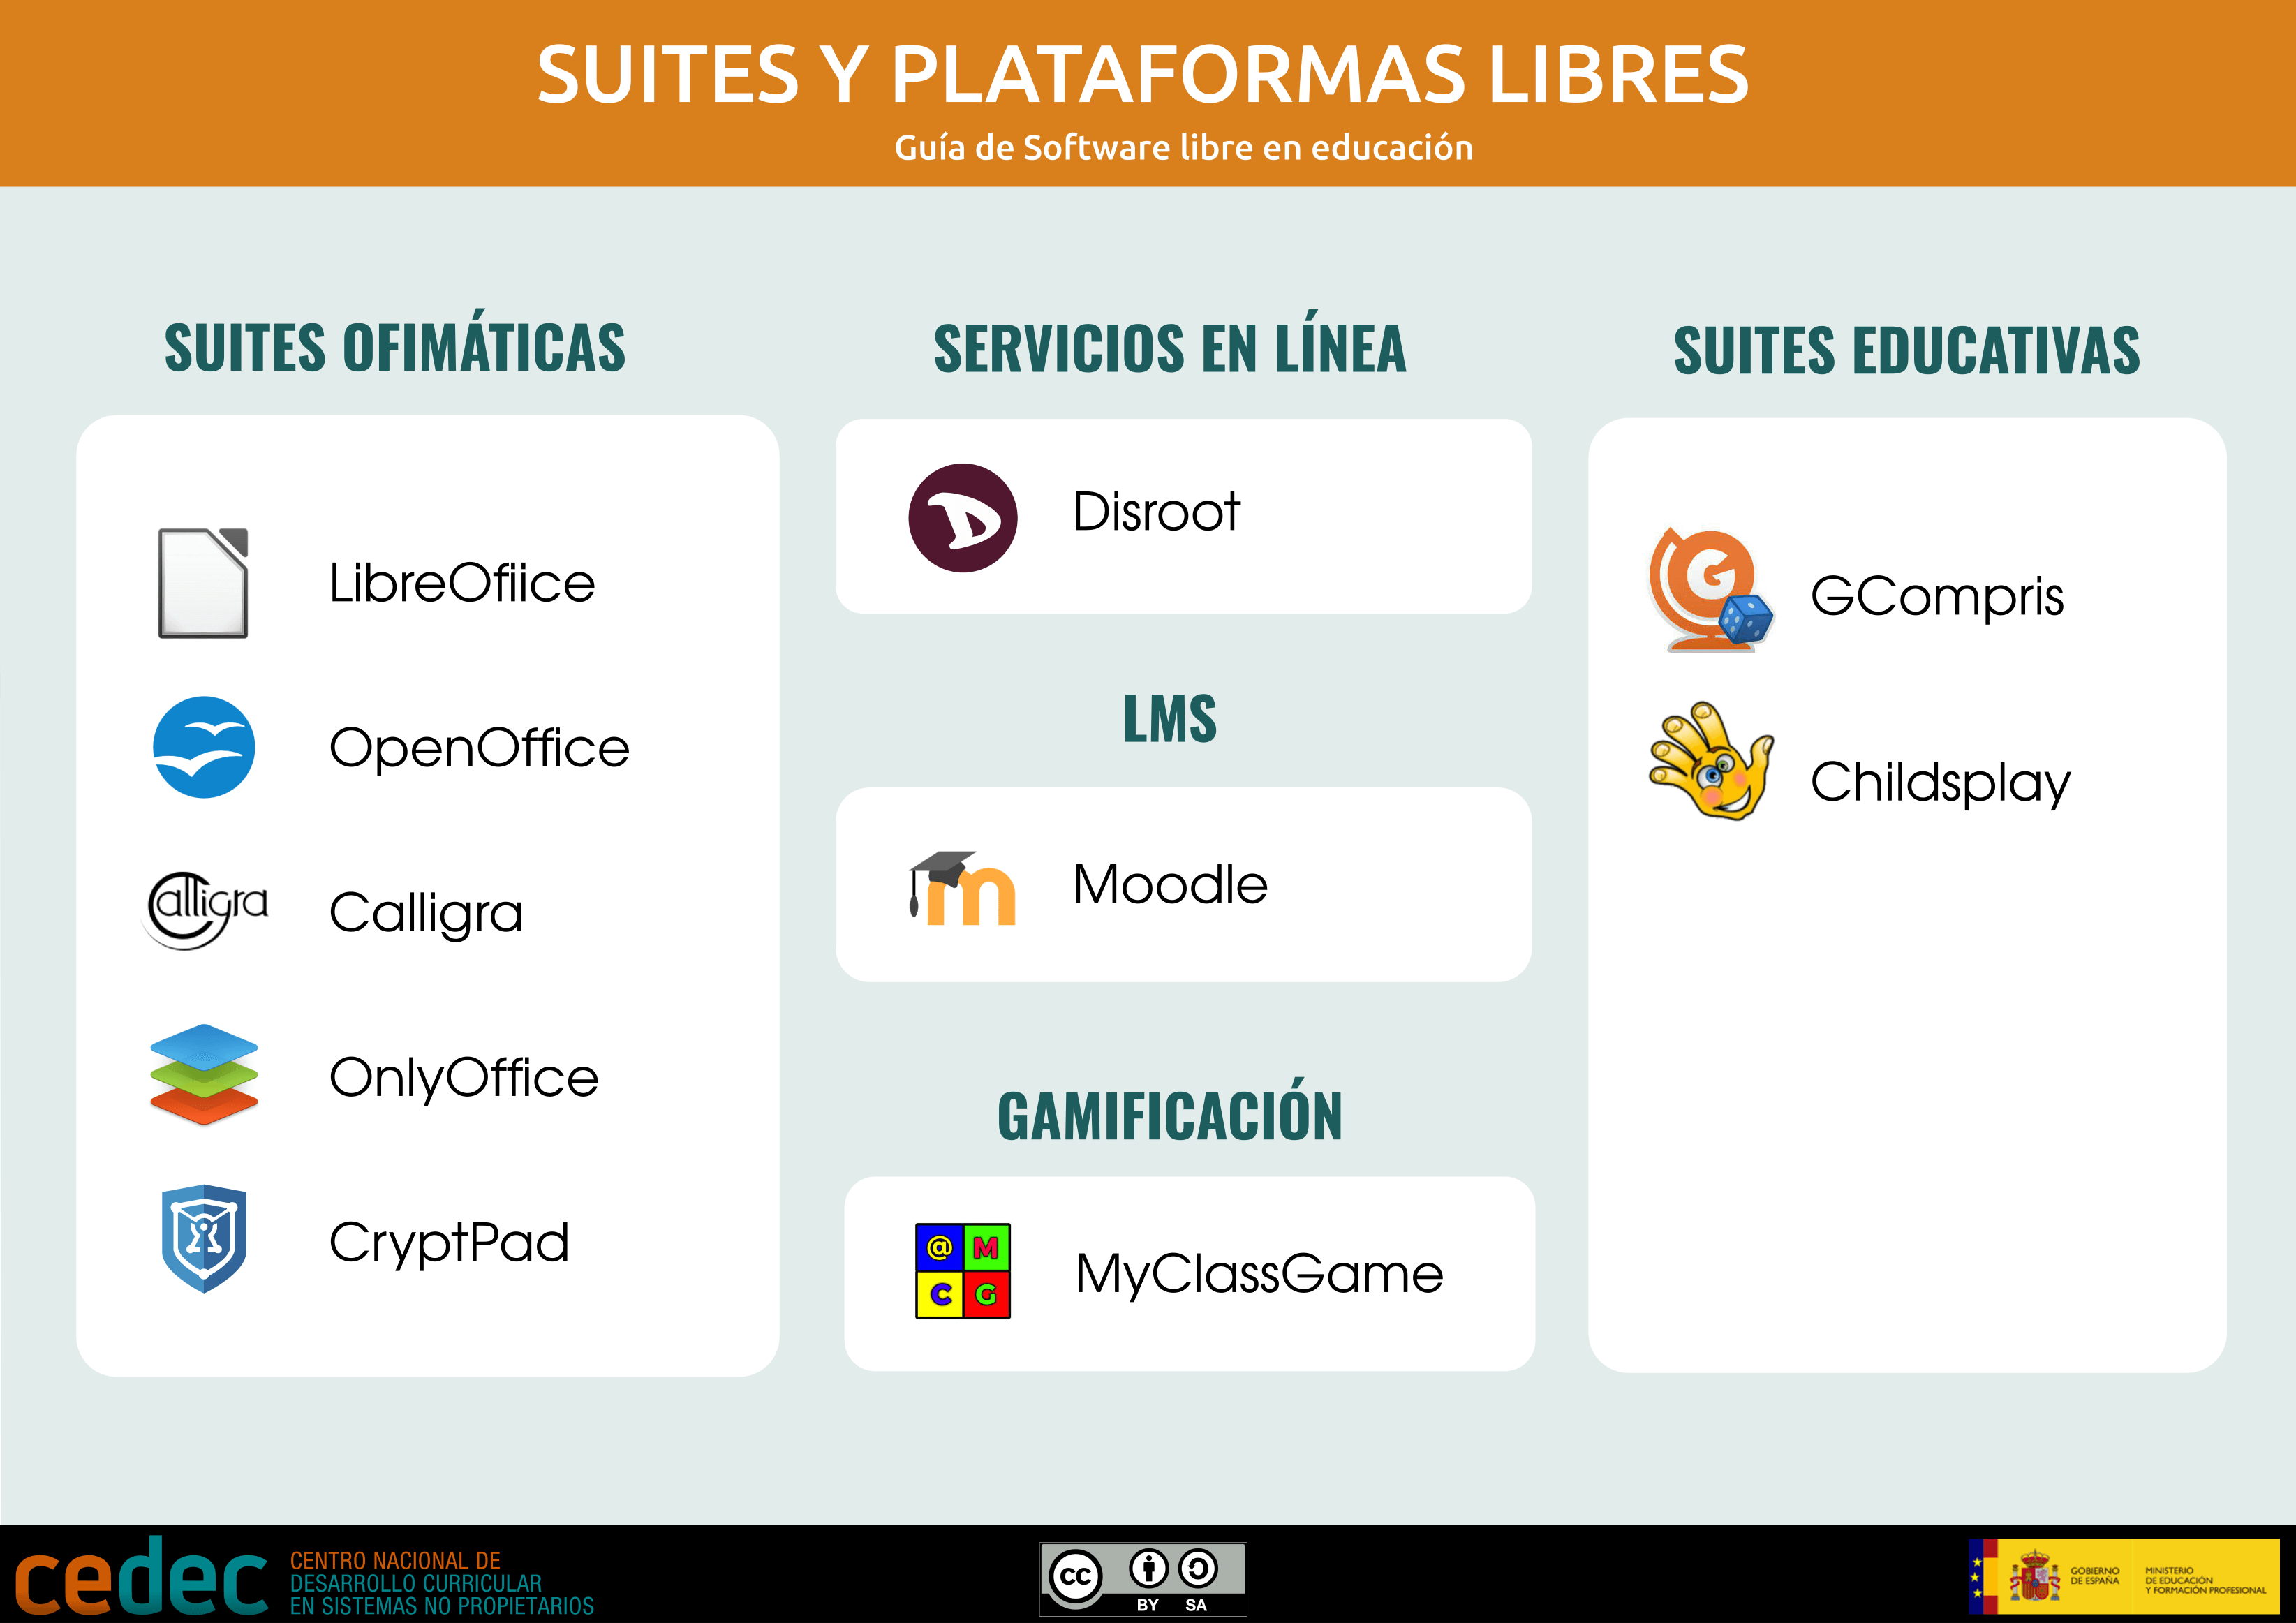 SUITES Y PLATAFORMAS LIBRES
Guía de Software libre en educación
SUITES OFIMÁTICAS
LibreOfiice
OpenOffice
Calligra
Calligra
OnlyOffice
CryptPad
SERVICIOS EN LÍNEA
D
Disroot
LMS
m
Moodle
GAMIFICACIÓN
@ M
C G
MyClassGame
SUITES EDUCATIVAS
G
GCompris
Childsplay
cedec
CENTRO NACIONAL DE
DESARROLLO CURRICULAR
EN SISTEMAS NO PROPIETARIOS
CC
BY SA
GOBIERNO
DE ESPAÑA
MINISTERIO
DE EDUCACIÓN
Y FORMACIÓN PROFESIONAL